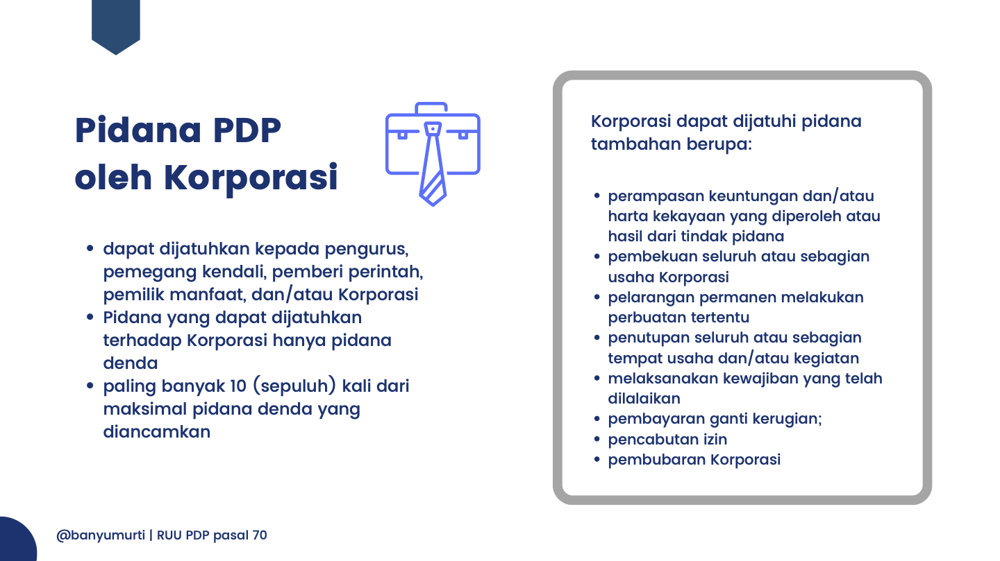 Pidana PDP
oleh Korporasi
• dapat dijatuhkan kepada pengurus,
pemegang kendali, pemberi perintah,
pemilik manfaat, dan/atau Korporasi
• Pidana yang dapat dijatuhkan
terhadap Korporasi hanya pidana
denda
• paling banyak 10 (sepuluh) kali dari
maksimal pidana denda yang
diancamkan
Korporasi dapat dijatuhi pidana
tambahan berupa:
• perampasan keuntungan dan/atau
harta kekayaan yang diperoleh atau
hasil dari tindak pidana
• pembekuan seluruh atau sebagian
usaha Korporasi
• pelarangan permanen melakukan
perbuatan tertentu
• penutupan seluruh atau sebagian
tempat usaha dan/atau kegiatan
• melaksanakan kewajiban yang telah
dilalaikan
• pembayaran ganti kerugian;
• pencabutan izin
• pembubaran Korporasi
@banyumurti | RUU PDP pasal 70